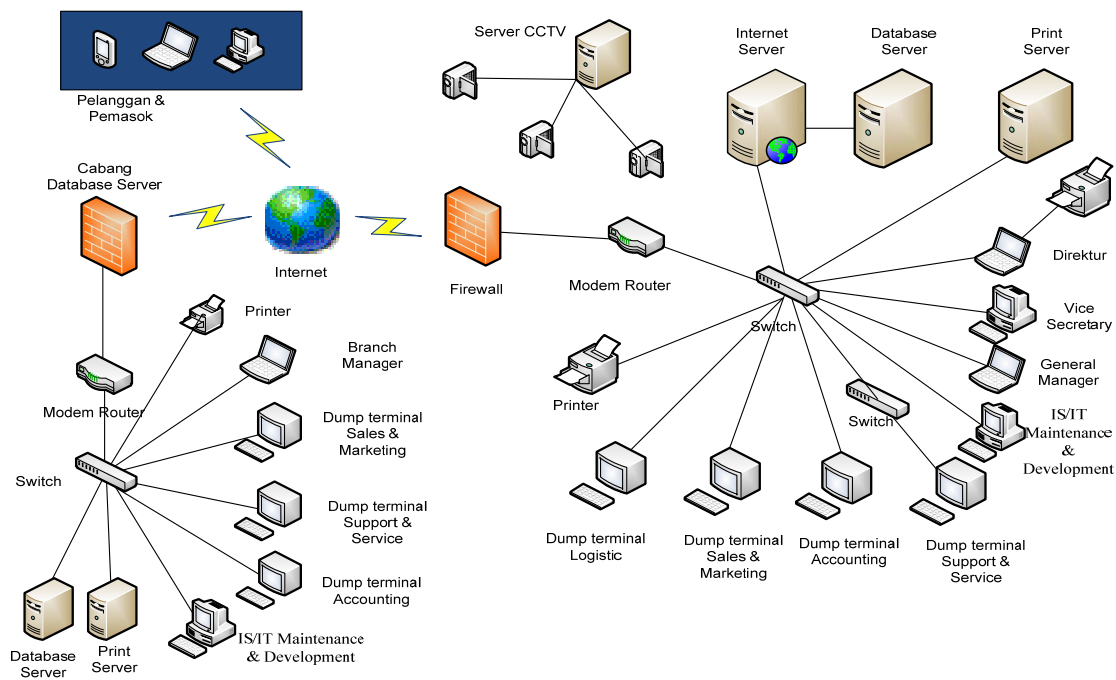 Pelanggan &
Pemasok
Server CCTV
Internet
Server
Database
Server
Print
Server
Cabang
Database Server
Internet
Firewall
Modem Router
Switch
Direktur
Vice
Secretary
General
Manager
IS/IT
Maintenance
&
Development
Switch
Printer
Dump terminal
Logistic
Dump terminal
Sales &
Marketing
Dump terminal
Accounting
Dump terminal
Support &
Service
Printer
Branch
Manager
Modem Router
Dump terminal
Sales &
Marketing
Switch
Dump terminal
Support &
Service
Dump terminal
Accounting
IS/IT Maintenance
& Development
Database
Server
Print
Server